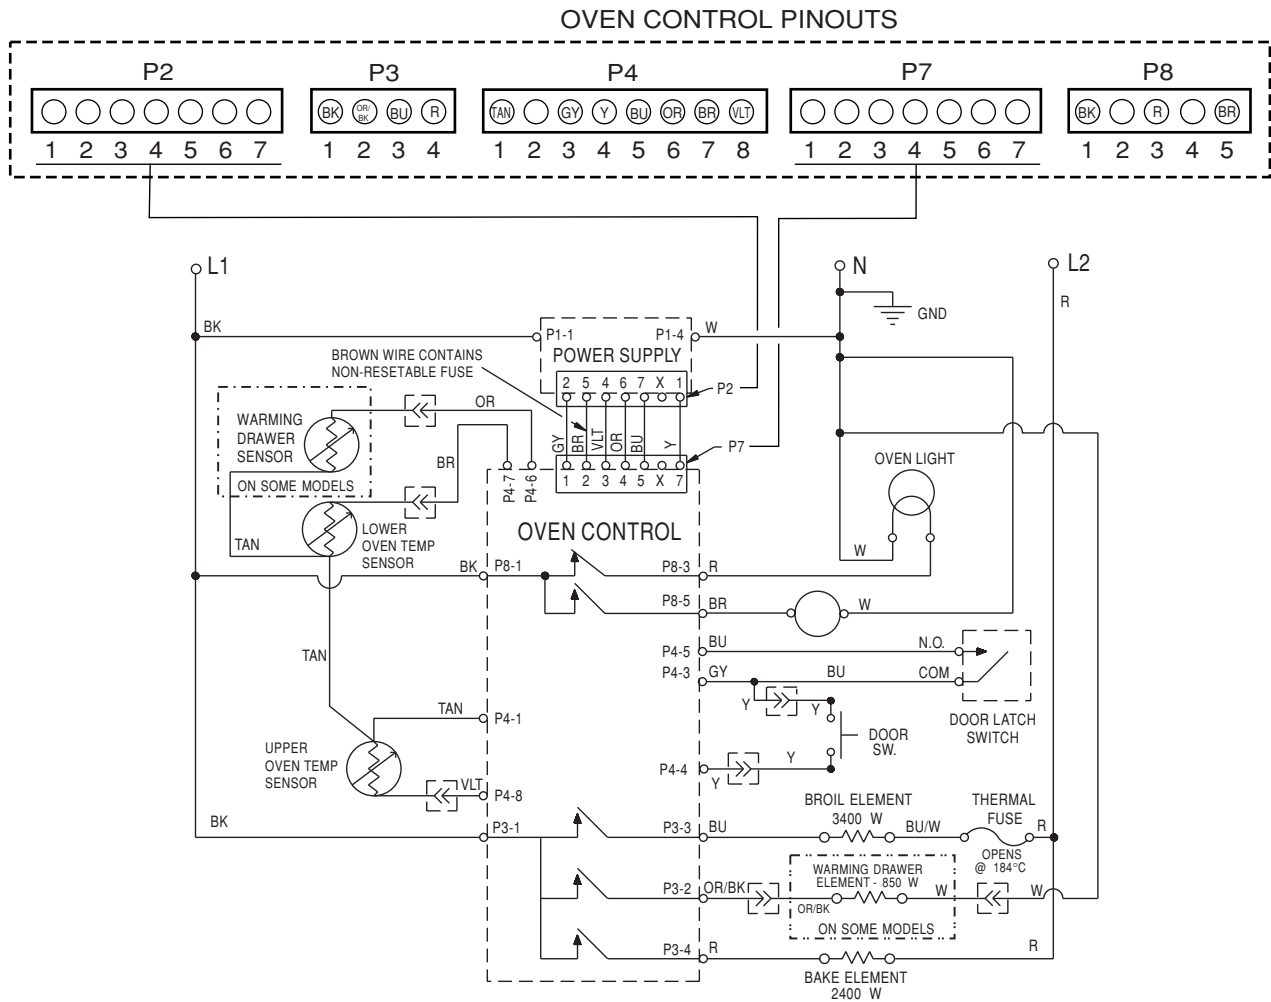 OVEN CONTROL PINOUTS
P2 P3 P4 P7 P8
BK OR/ BK BU R TAN GY Y BU OR BR VLT BK R BR
1 2 3 4 5 6 7 1 2 3 4 1 2 3 4 5 6 7 8 1 2 3 4 5 6 7 1 2 3 4 5
L1 N L2
R
GND
BK P1-1 P1-4 W
POWER SUPPLY
BROWN WIRE CONTAINS
NON-RESETABLE FUSE
2 5 4 6 7 X 1
P2
OR
WARMING
DRAWER
SENSOR
ON SOME MODELS
GY BR VLT OR BU Y
P7
BR
1 2 3 4 5 X 7
P4-7 P4-6
OVEN LIGHT
LOWER
OVEN TEMP
SENSOR
TAN
OVEN CONTROL
W
BK P8-1 P8-3 R
P8-5 BR W
TAN
P4-5 BU N.O.
P4-3 GY BU COM
Y Y
DOOR LATCH
SWITCH
TAN P4-1
DOOR
SW.
UPPER
OVEN TEMP
SENSOR
P4-4 Y Y
VLT P4-8
BROIL ELEMENT
3400 W
THERMAL
FUSE
BK P3-1 P3-3 BU BU/W R
OPENS
@ 184°C
WARMING DRAWER
ELEMENT - 850 W
P3-2 OR/BK OR/BK W W
ON SOME MODELS
P3-4 R R
BAKE ELEMENT
2400 W